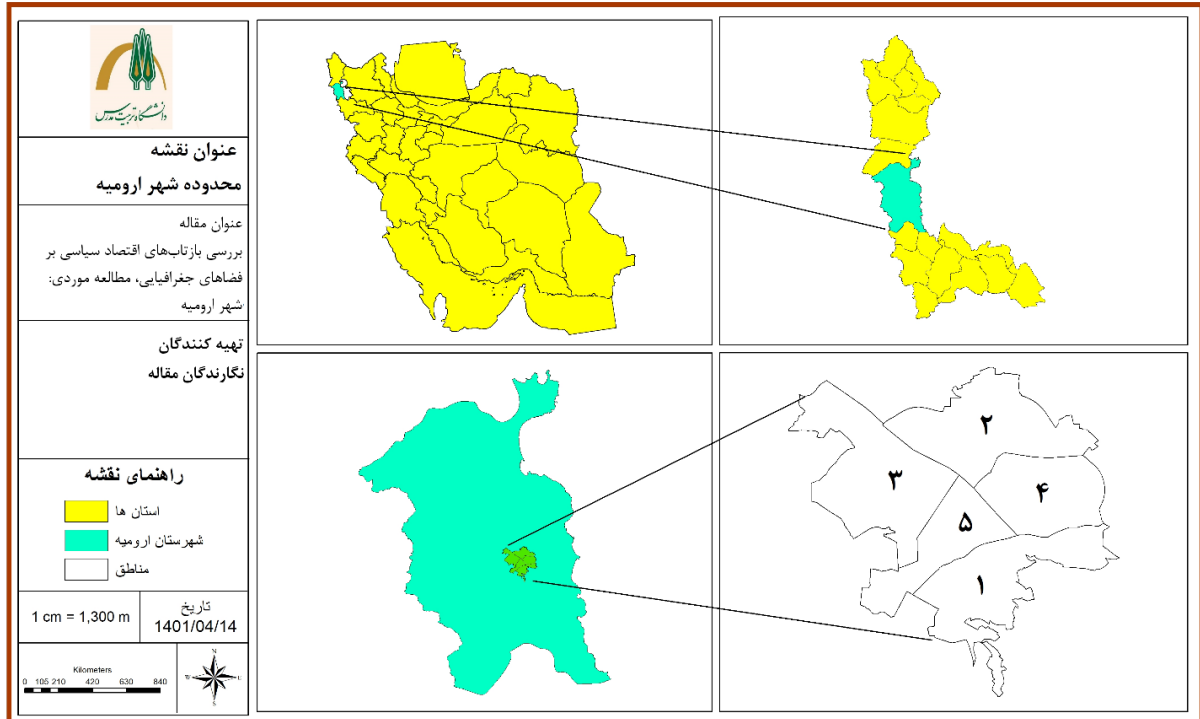 دانشگاه تربیت مدرس
عنوان نقشه
محدوده شهر ارومیه
عنوان مقاله
بررسی بازتاب‌های اقتصاد سیاسی بر
فضاهای جغرافیایی، مطالعه موردی:
شهر ارومیه
تهیه کنندگان
نگارندگان مقاله
راهنمای نقشه
استان ها
شهرستان ارومیه
مناطق
تاریخ
1401/04/14
1 cm = 1,300 m
Kilometers
0 105 210 420 630 840
N
W
S
۲
۳
۴
۵
۱